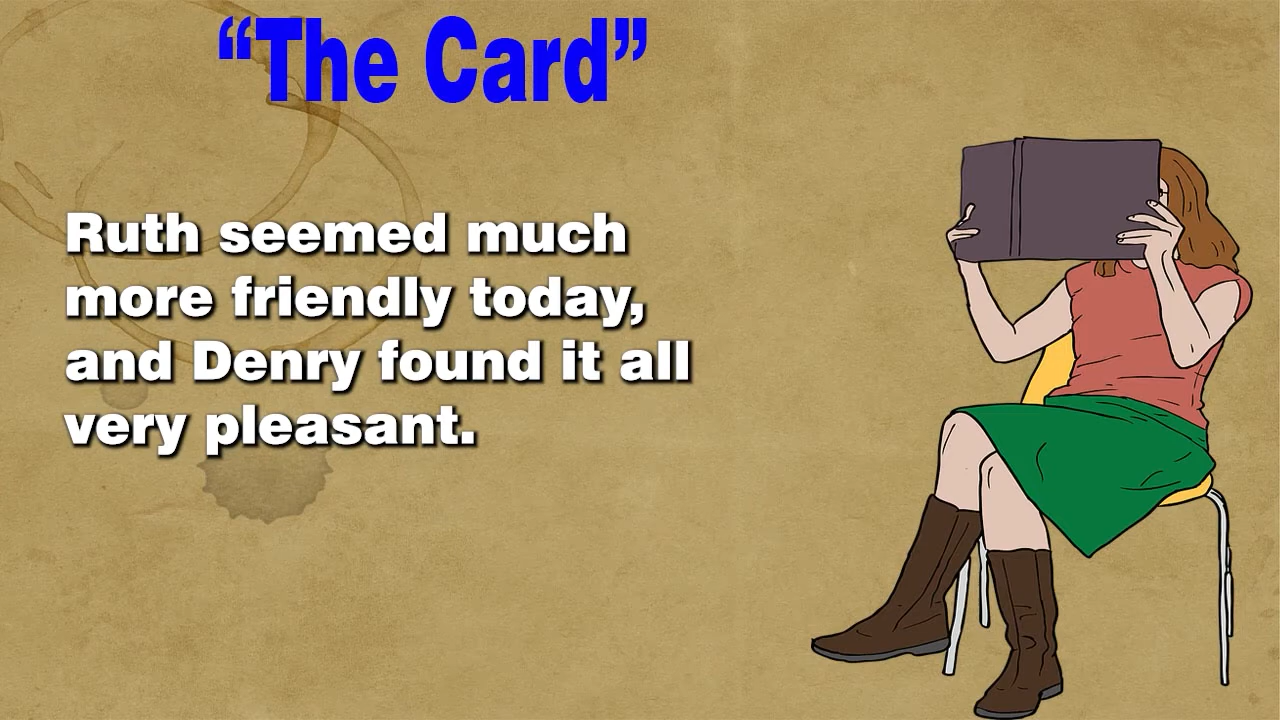 “The Card”
Ruth seemed much
more friendly today,
and Denry found it all
very pleasant.